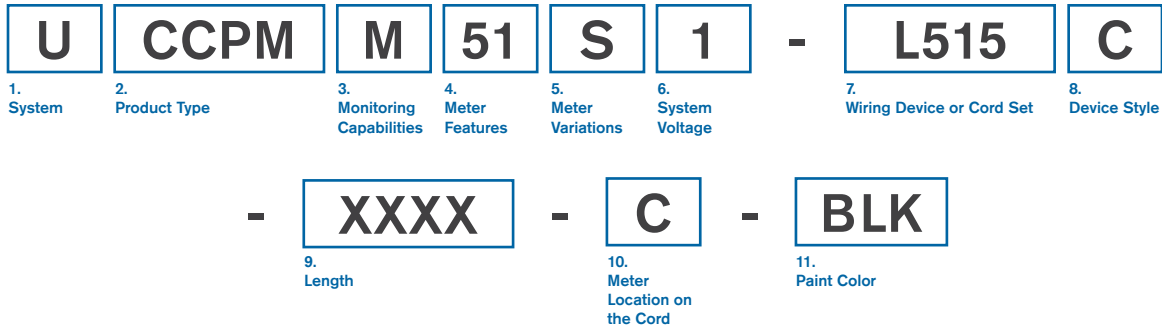 U CCPM M 51 S 1 - L515 C
1. 2. 3. 4. 5. 6. 7. 8.
System Product Type Monitoring Meter Meter System Wiring Device or Cord Set Device Style
Capabilities Features Variations Voltage
- XXXX - C - BLK
9. 10. 11.
Length Meter Paint Color
Location on
the Cord